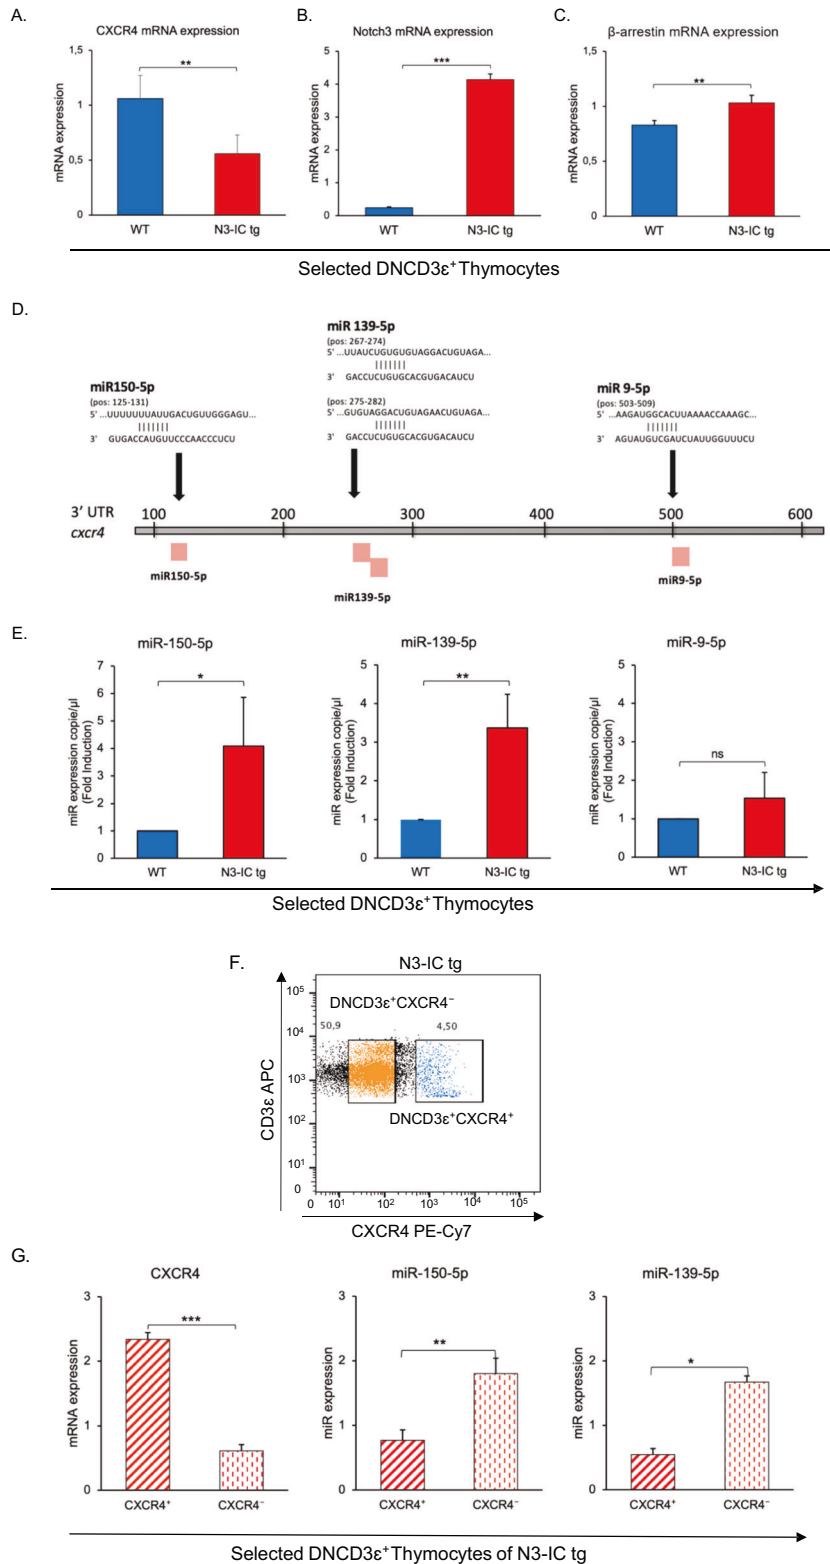 A.
CXCR4 mRNA expression
mRNA expression
1,5
1
0,5
0
**
WT
N3-IC tg
B.
Notch3 mRNA expression
mRNA expression
5
4
3
2
1
0
***
WT
N3-IC tg
C.
β-arrestin mRNA expression
mRNA expression
1,5
1
0,5
0
**
WT
N3-IC tg
Selected DNCD3ε⁺ Thymocytes
D.
miR150-5p
(pos: 125-131)
5' ...UUUUUUUAUUGACUGUUGGGAGU...
|||||||
3' GUGACCAUGUUCCCAACCCUCU
miR 139-5p
(pos: 267-274)
5' ...UUAUCUGUGUGUAGGACUGUAGA...
|||||||
3' GACCUCUGUGCACGUGACAUCU
(pos: 275-282)
5' ...GUGUAGGACUGUAGAACUGUAGA...
|||||||
3' GACCUCUGUGCACGUGACAUCU
miR 9-5p
(pos: 503-509)
5' ...AAGAUGGCACUUAAAACCAAAGC...
|||||||
3' AGUAUGUCGAUCUAUUGGUUUCU
3' UTR
cxcr4
100 200 300 400 500 600
miR150-5p
miR139-5p
miR9-5p
E.
miR-150-5p
miR expression copie/µl
(Fold Induction)
7
6
5
4
3
2
1
0
*
WT
N3-IC tg
miR-139-5p
miR expression copie/µl
(Fold Induction)
5
4
3
2
1
0
**
WT
N3-IC tg
miR-9-5p
miR expression copie/µl
(Fold Induction)
5
4
3
2
1
0
ns
WT
N3-IC tg
Selected DNCD3ε⁺ Thymocytes
F.
N3-IC tg
DNCD3ε⁺CXCR4⁻
50,9
4,50
DNCD3ε⁺CXCR4⁺
CD3ε APC
10⁵
10⁴
10³
10²
10¹
0
0 10¹ 10² 10³ 10⁴ 10⁵
CXCR4 PE-Cy7
G.
CXCR4
mRNA expression
3
2
1
0
***
CXCR4⁺
CXCR4⁻
miR-150-5p
miR expression
3
2
1
0
**
CXCR4⁺
CXCR4⁻
miR-139-5p
miR expression
3
2
1
0
*
CXCR4⁺
CXCR4⁻
Selected DNCD3ε⁺ Thymocytes of N3-IC tg